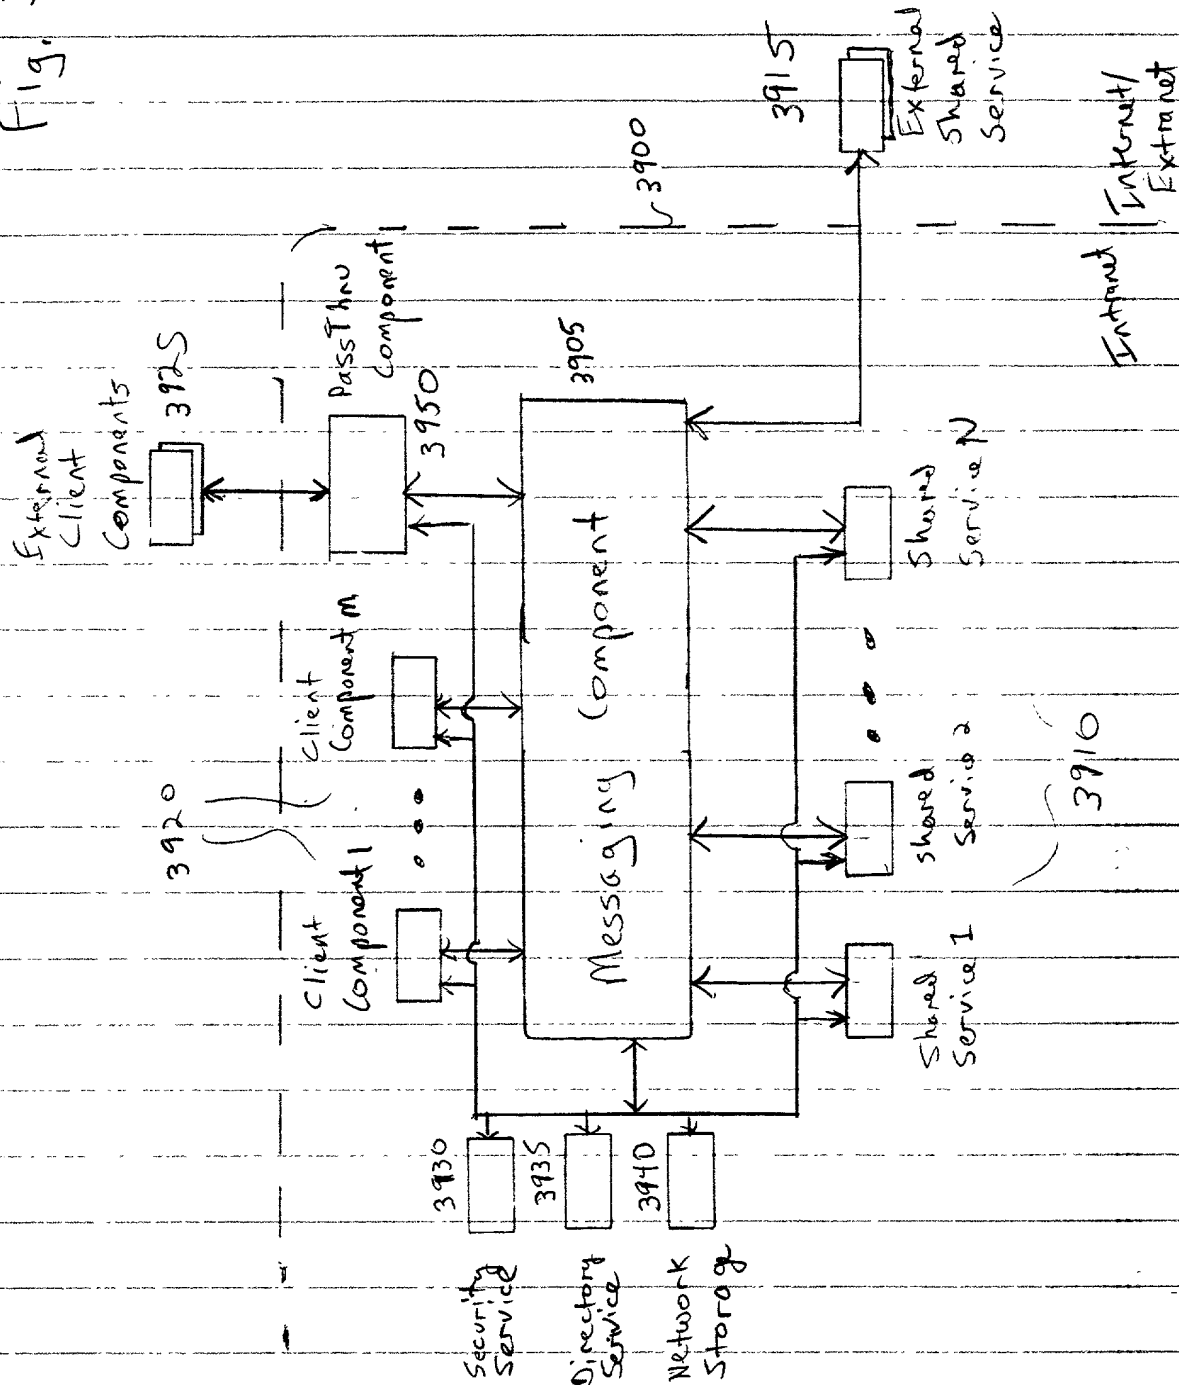 Fig.
External
Client
Components
3925
PassThru
Component
3950
3900
3915
External
Shared
Service
Internet/
Extranet
Intranet
3920
Client
Component 1
Client
Component M
3905
Messaging Component
3930
Security
Service
3935
Directory
Service
3940
Network
Storage
Shared
Service 1
Shared
Service 2
Shared
Service N
3910